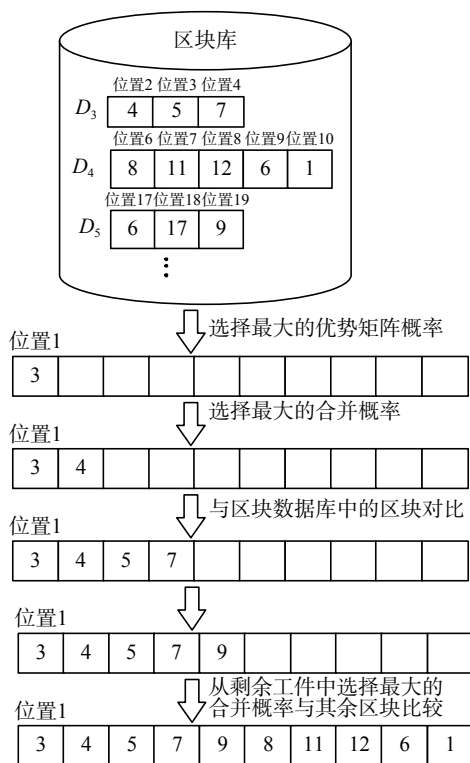 区块库
位置2 位置3 位置4
D₃ 4 5 7
位置6 位置7 位置8 位置9 位置10
D₄ 8 11 12 6 1
位置17 位置18 位置19
D₅ 6 17 9
⋮
选择最大的优势矩阵概率
位置1
3
选择最大的合并概率
位置1
3 4
与区块数据库中的区块对比
位置1
3 4 5 7
位置1
3 4 5 7 9
从剩余工件中选择最大的
合并概率与其余区块比较
位置1
3 4 5 7 9 8 11 12 6 1